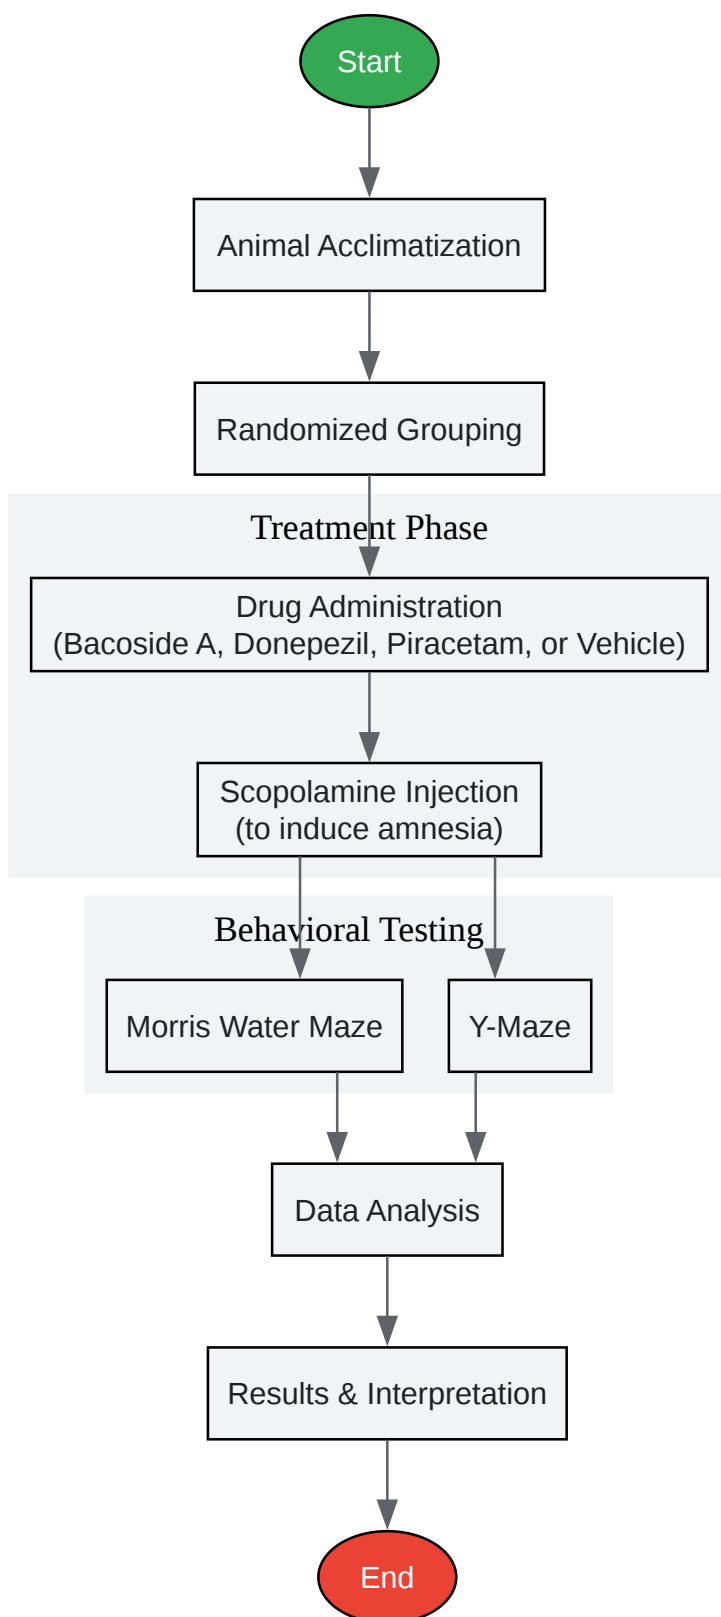 Start
Animal Acclimatization
Randomized Grouping
Treatment Phase
Drug Administration
(Bacoside A, Donepezil, Piracetam, or Vehicle)
Scopolamine Injection
(to induce amnesia)
Behavioral Testing
Morris Water Maze
Y-Maze
Data Analysis
Results & Interpretation
End